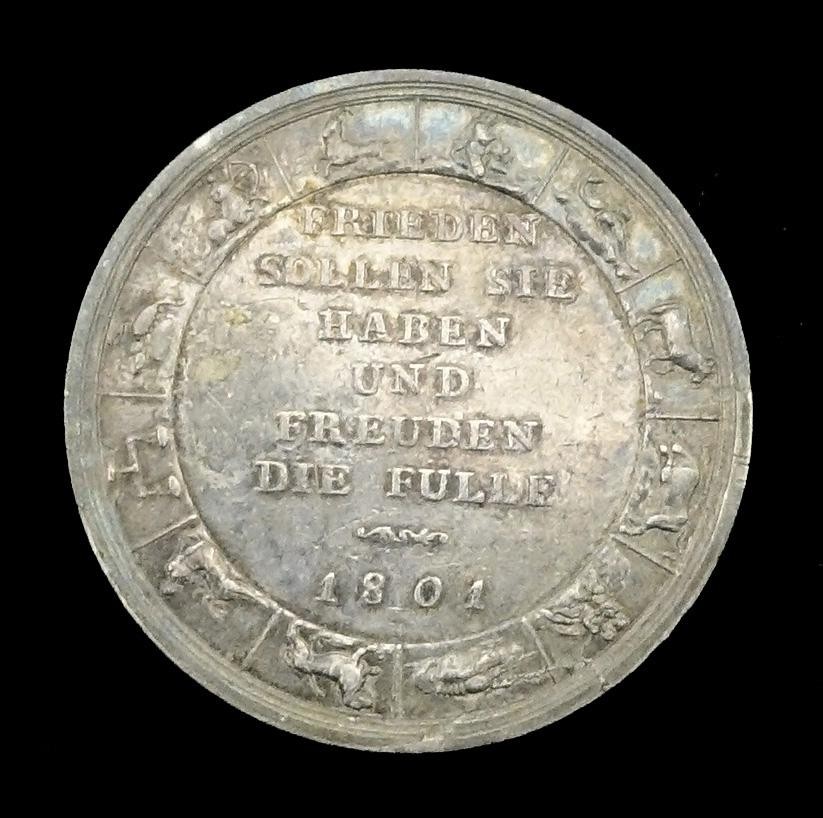 FRIEDEN
SOLLEN SIE
HABEN
UND
FREUDEN
DIE FÜLLE
1801